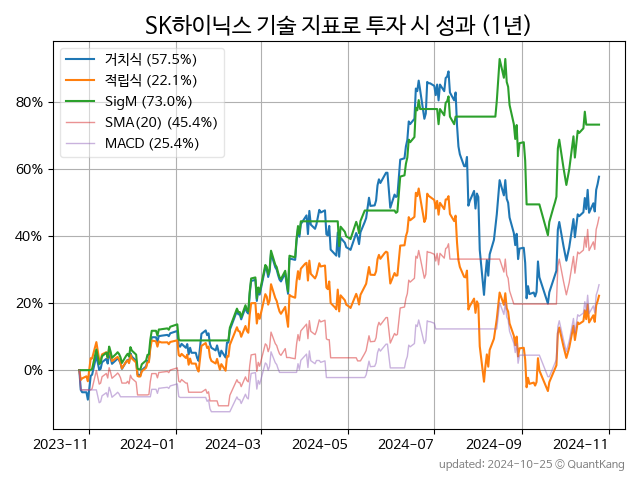 SK하이닉스 기술 지표로 투자 시 성과 (1년)
거치식 (57.5%)
적립식 (22.1%)
SigM (73.0%)
SMA(20) (45.4%)
MACD (25.4%)
80%
60%
40%
20%
0%
2023-11 2024-01 2024-03 2024-05 2024-07 2024-09 2024-11
updated: 2024-10-25 © QuantKang